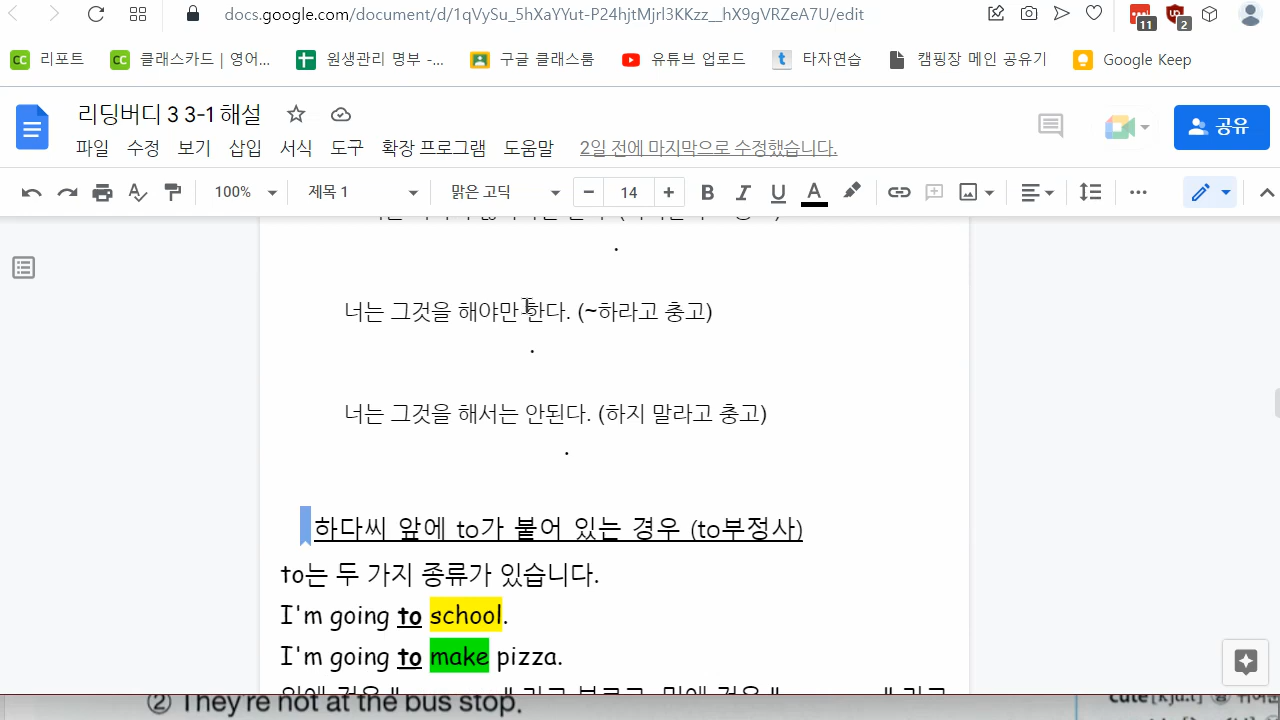 docs.google.com/document/d/1qVvSu_5hXaYYut-P24hjtMjrl3KKzz__hX9gVRZeA7U/edit
11
2
리포트
클래스카드 | 영어...
원생관리 명부 -...
구글 클래스룸
유튜브 업로드
타자연습
캠핑장 메인 공유기
Google Keep
리딩버디 3 3-1 해설
공유
파일 수정 보기 삽입 서식 도구 확장 프로그램 도움말 2일 전에 마지막으로 수정했습니다.
100% 제목 1 맑은 고딕 14 B I U A
.
너는 그것을 해야만 한다. (~하라고 충고)
.
너는 그것을 해서는 안된다. (하지 말라고 충고)
.
하다씨 앞에 to가 붙어 있는 경우 (to부정사)
to는 두 가지 종류가 있습니다.
I'm going to school.
I'm going to make pizza.
② They're not at the bus stop.